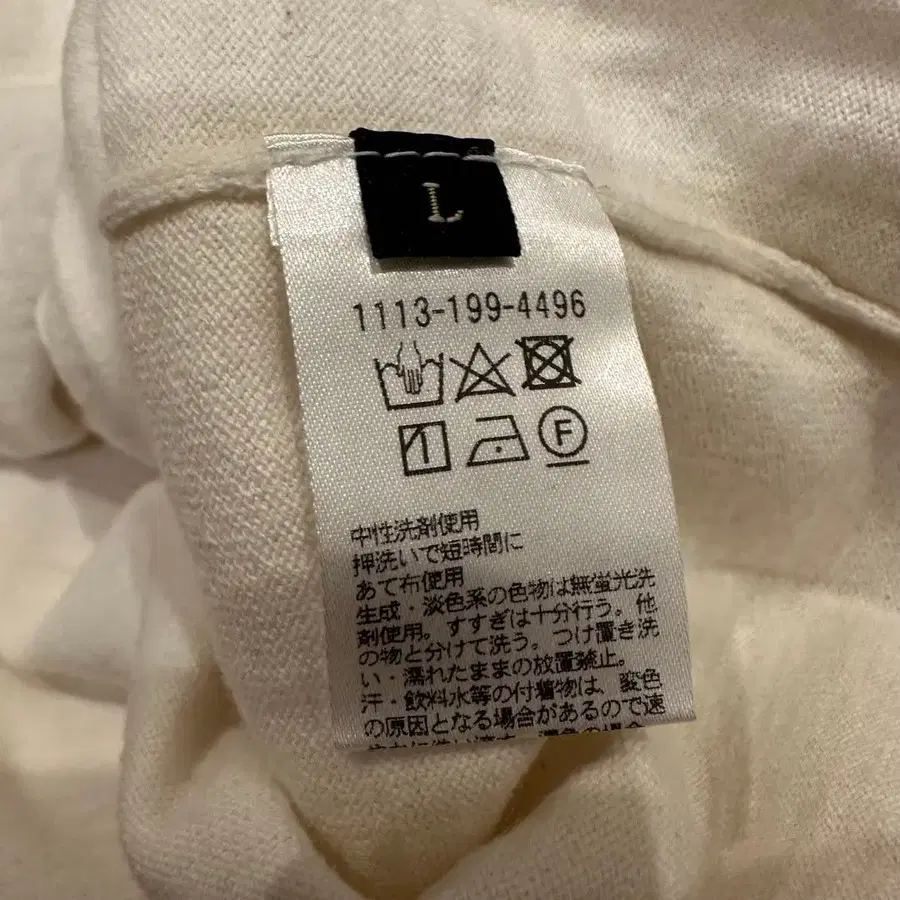 L
1113-199-4496
F
中性洗剤使用
押洗いで短時間に
あて布使用
生成・淡色系の色物は無蛍光洗
剤使用。すすぎは十分行う。他
の物と分けて洗う。つけ置き洗
い・濡れたままの放置禁止。
汗・飲料水等の付着物は、変色
の原因となる場合があるので速